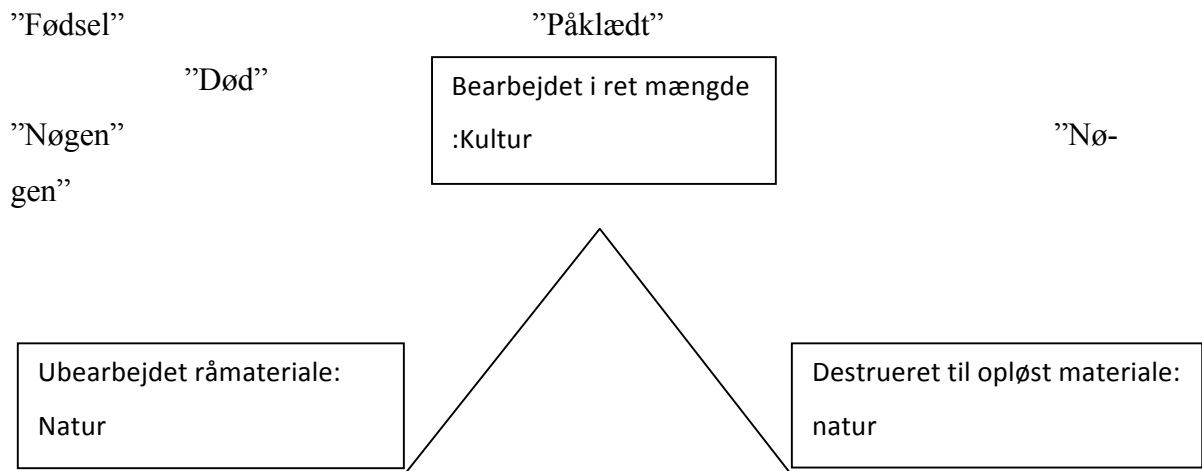 ”Fødsel” ”Påklædt”
”Død”
”Nøgen” ”Nø-
gen”
Bearbejdet i ret mængde
:Kultur
Ubearbejdet råmateriale:
Natur
Destrueret til opløst materiale:
natur